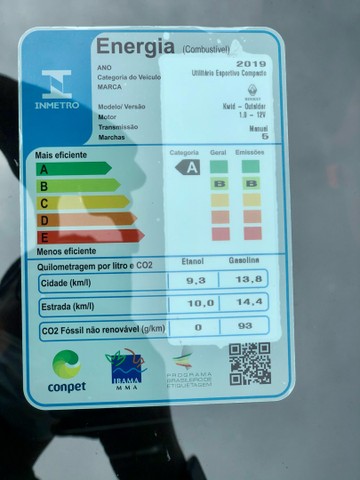 Energia (Combustível)
INMETRO
ANO 2019
Categoria do Veículo Utilitário Esportivo Compacto
MARCA
RENAULT
Modelo/ Versão Kwid - Outsider
Motor 1.0 - 12V
Transmissão Manual
Marchas 5
Mais eficiente
Categoria Geral Emissões
A A
B B B
C
D
E
Menos eficiente
Quilometragem por litro e CO2 Etanol Gasolina
Cidade (km/l) 9,3 13,8
Estrada (km/l) 10,0 14,4
CO2 Fóssil não renovável (g/km) 0 93
conpet
IBAMA
MMA
PROGRAMA
BRASILEIRO DE
ETIQUETAGEM